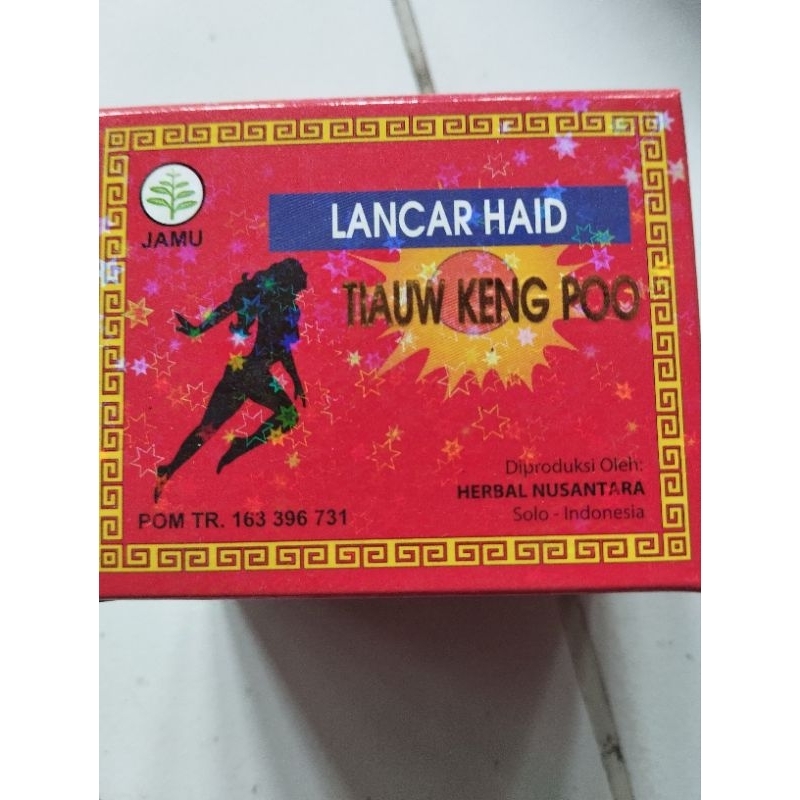 JAMU
LANCAR HAID
TIAUW KENG POO
Diproduksi Oleh:
HERBAL NUSANTARA
Solo - Indonesia
POM TR. 163 396 731